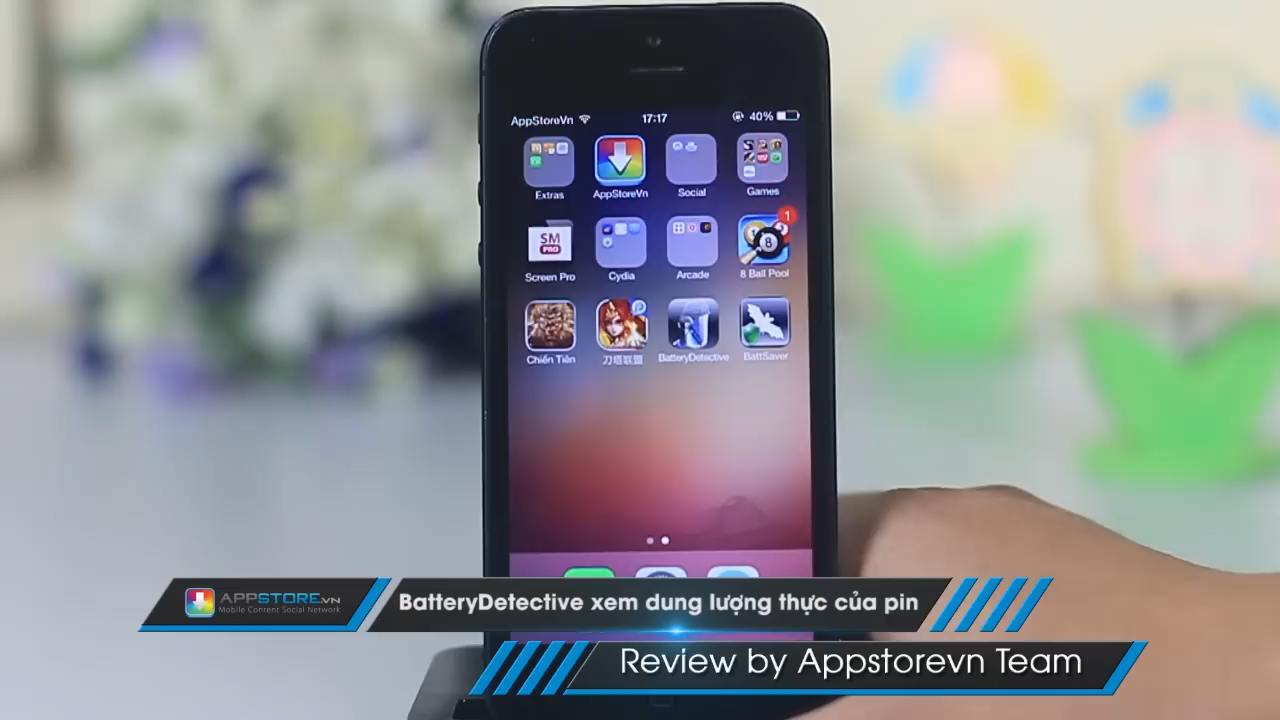 AppStoreVn 17:17 40%
Extras AppStoreVn Social Games
1
SM
PRO
8
Screen Pro Cydia Arcade 8 Ball Pool
Chiến Tiên 刀塔联盟 BatteryDetective BattSaver
APPSTORE.VN
Mobile Content Social Network
BatteryDetective xem dung lượng thực của pin
Review by Appstorevn Team